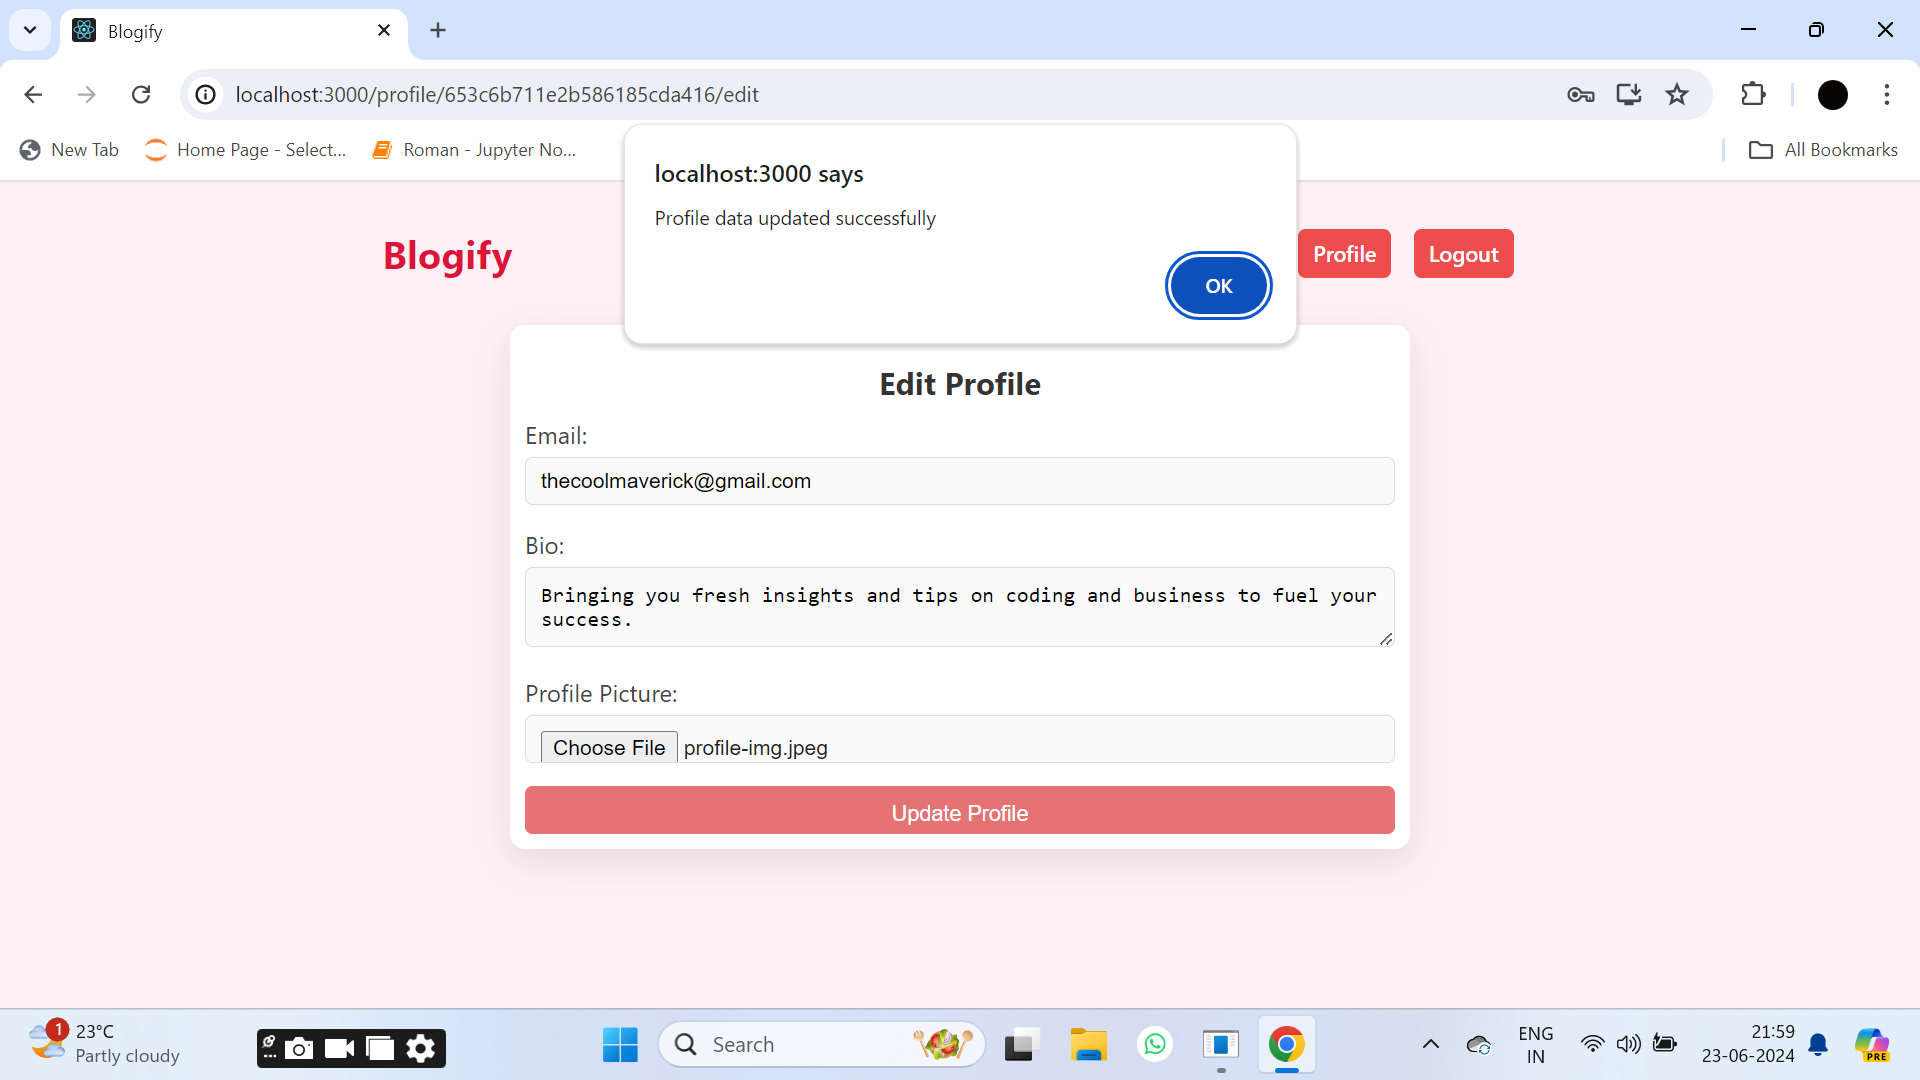 Blogify
localhost:3000/profile/653c6b711e2b586185cda416/edit
New Tab
Home Page - Select...
Roman - Jupyter No...
All Bookmarks
localhost:3000 says
Profile data updated successfully
OK
Blogify
Profile
Logout
Edit Profile
Email:
thecoolmaverick@gmail.com
Bio:
Bringing you fresh insights and tips on coding and business to fuel your
success.
Profile Picture:
Choose File profile-img.jpeg
Update Profile
1
23°C
Partly cloudy
Search
ENG
IN
21:59
23-06-2024
PRE